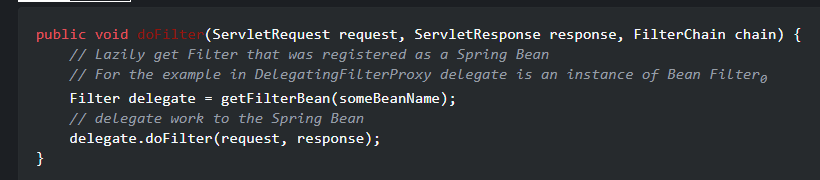 public void doFilter(ServletRequest request, ServletResponse response, FilterChain chain) {
    // Lazily get Filter that was registered as a Spring Bean
    // For the example in DelegatingFilterProxy delegate is an instance of Bean Filter₀
    Filter delegate = getFilterBean(someBeanName);
    // delegate work to the Spring Bean
    delegate.doFilter(request, response);
}